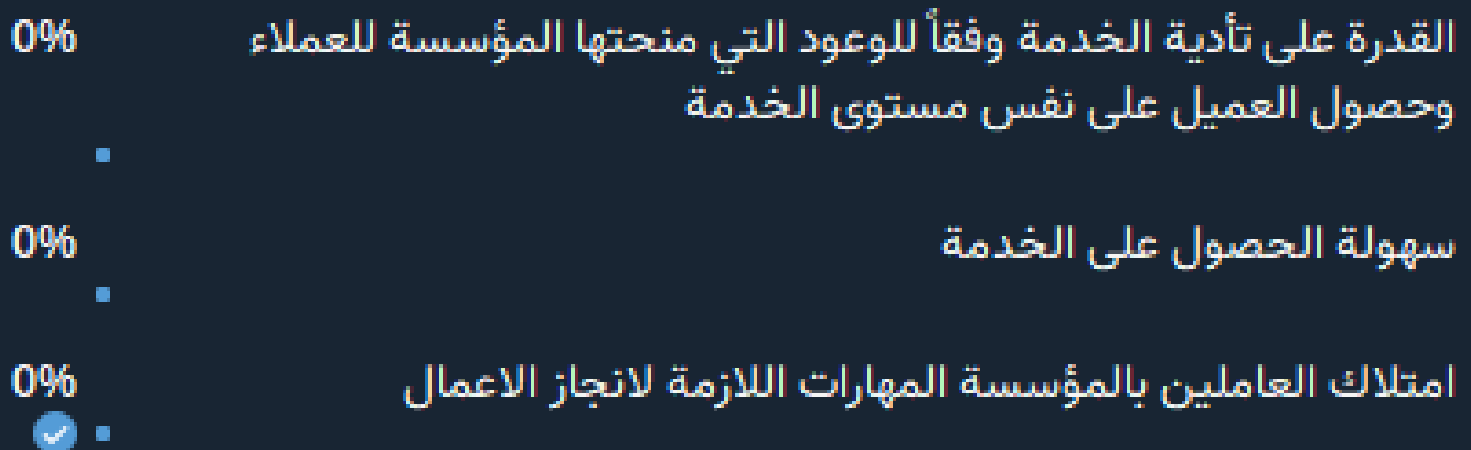 القدرة على تأدية الخدمة وفقاً للوعود التي منحتها المؤسسة للعملاء 0%
وحصول العميل على نفس مستوى الخدمة
سهولة الحصول على الخدمة 0%
امتلاك العاملين بالمؤسسة المهارات اللازمة لانجاز الاعمال 0%